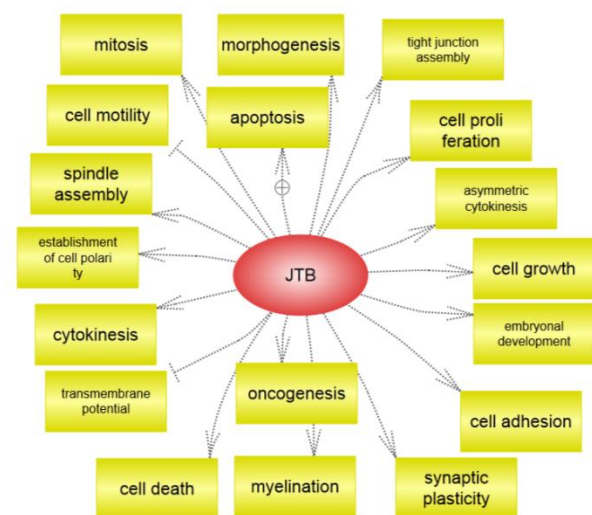 mitosis
morphogenesis
tight junction
assembly
cell motility
apoptosis
cell proli
feration
spindle
assembly
asymmetric
cytokinesis
establishment
of cell polari
ty
JTB
cell growth
cytokinesis
embryonal
development
transmembrane
potential
oncogenesis
cell adhesion
cell death
myelination
synaptic
plasticity